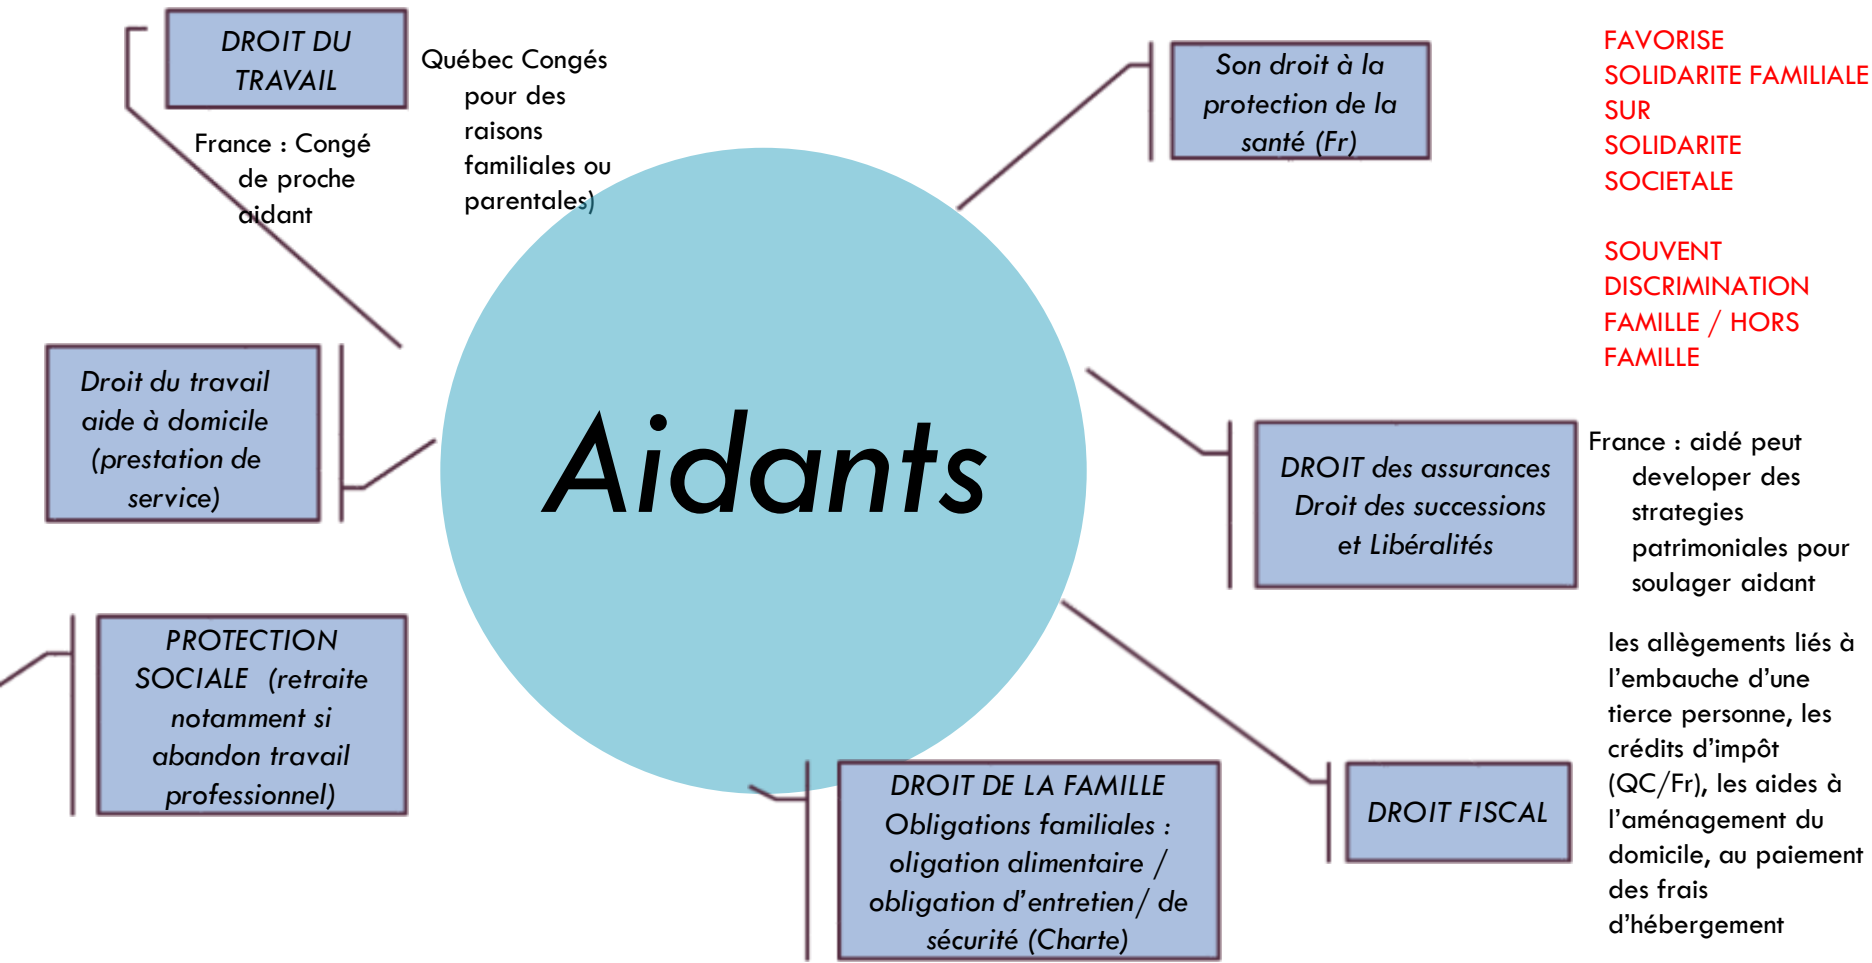 DROIT DU
TRAVAIL
Québec Congés
pour des
raisons
familiales ou
parentales)
France : Congé
de proche
aidant
Son droit à la
protection de la
santé (Fr)
FAVORISE
SOLIDARITE FAMILIALE
SUR
SOLIDARITE
SOCIETALE
SOUVENT
DISCRIMINATION
FAMILLE / HORS
FAMILLE
Droit du travail
aide à domicile
(prestation de
service)
Aidants
DROIT des assurances
Droit des successions
et Libéralités
France : aidé peut
developer des
strategies
patrimoniales pour
soulager aidant
PROTECTION
SOCIALE (retraite
notamment si
abandon travail
professionnel)
DROIT DE LA FAMILLE
Obligations familiales :
oligation alimentaire /
obligation d'entretien/ de
sécurité (Charte)
DROIT FISCAL
les allègements liés à
l'embauche d'une
tierce personne, les
crédits d'impôt
(QC/Fr), les aides à
l'aménagement du
domicile, au paiement
des frais
d'hébergement